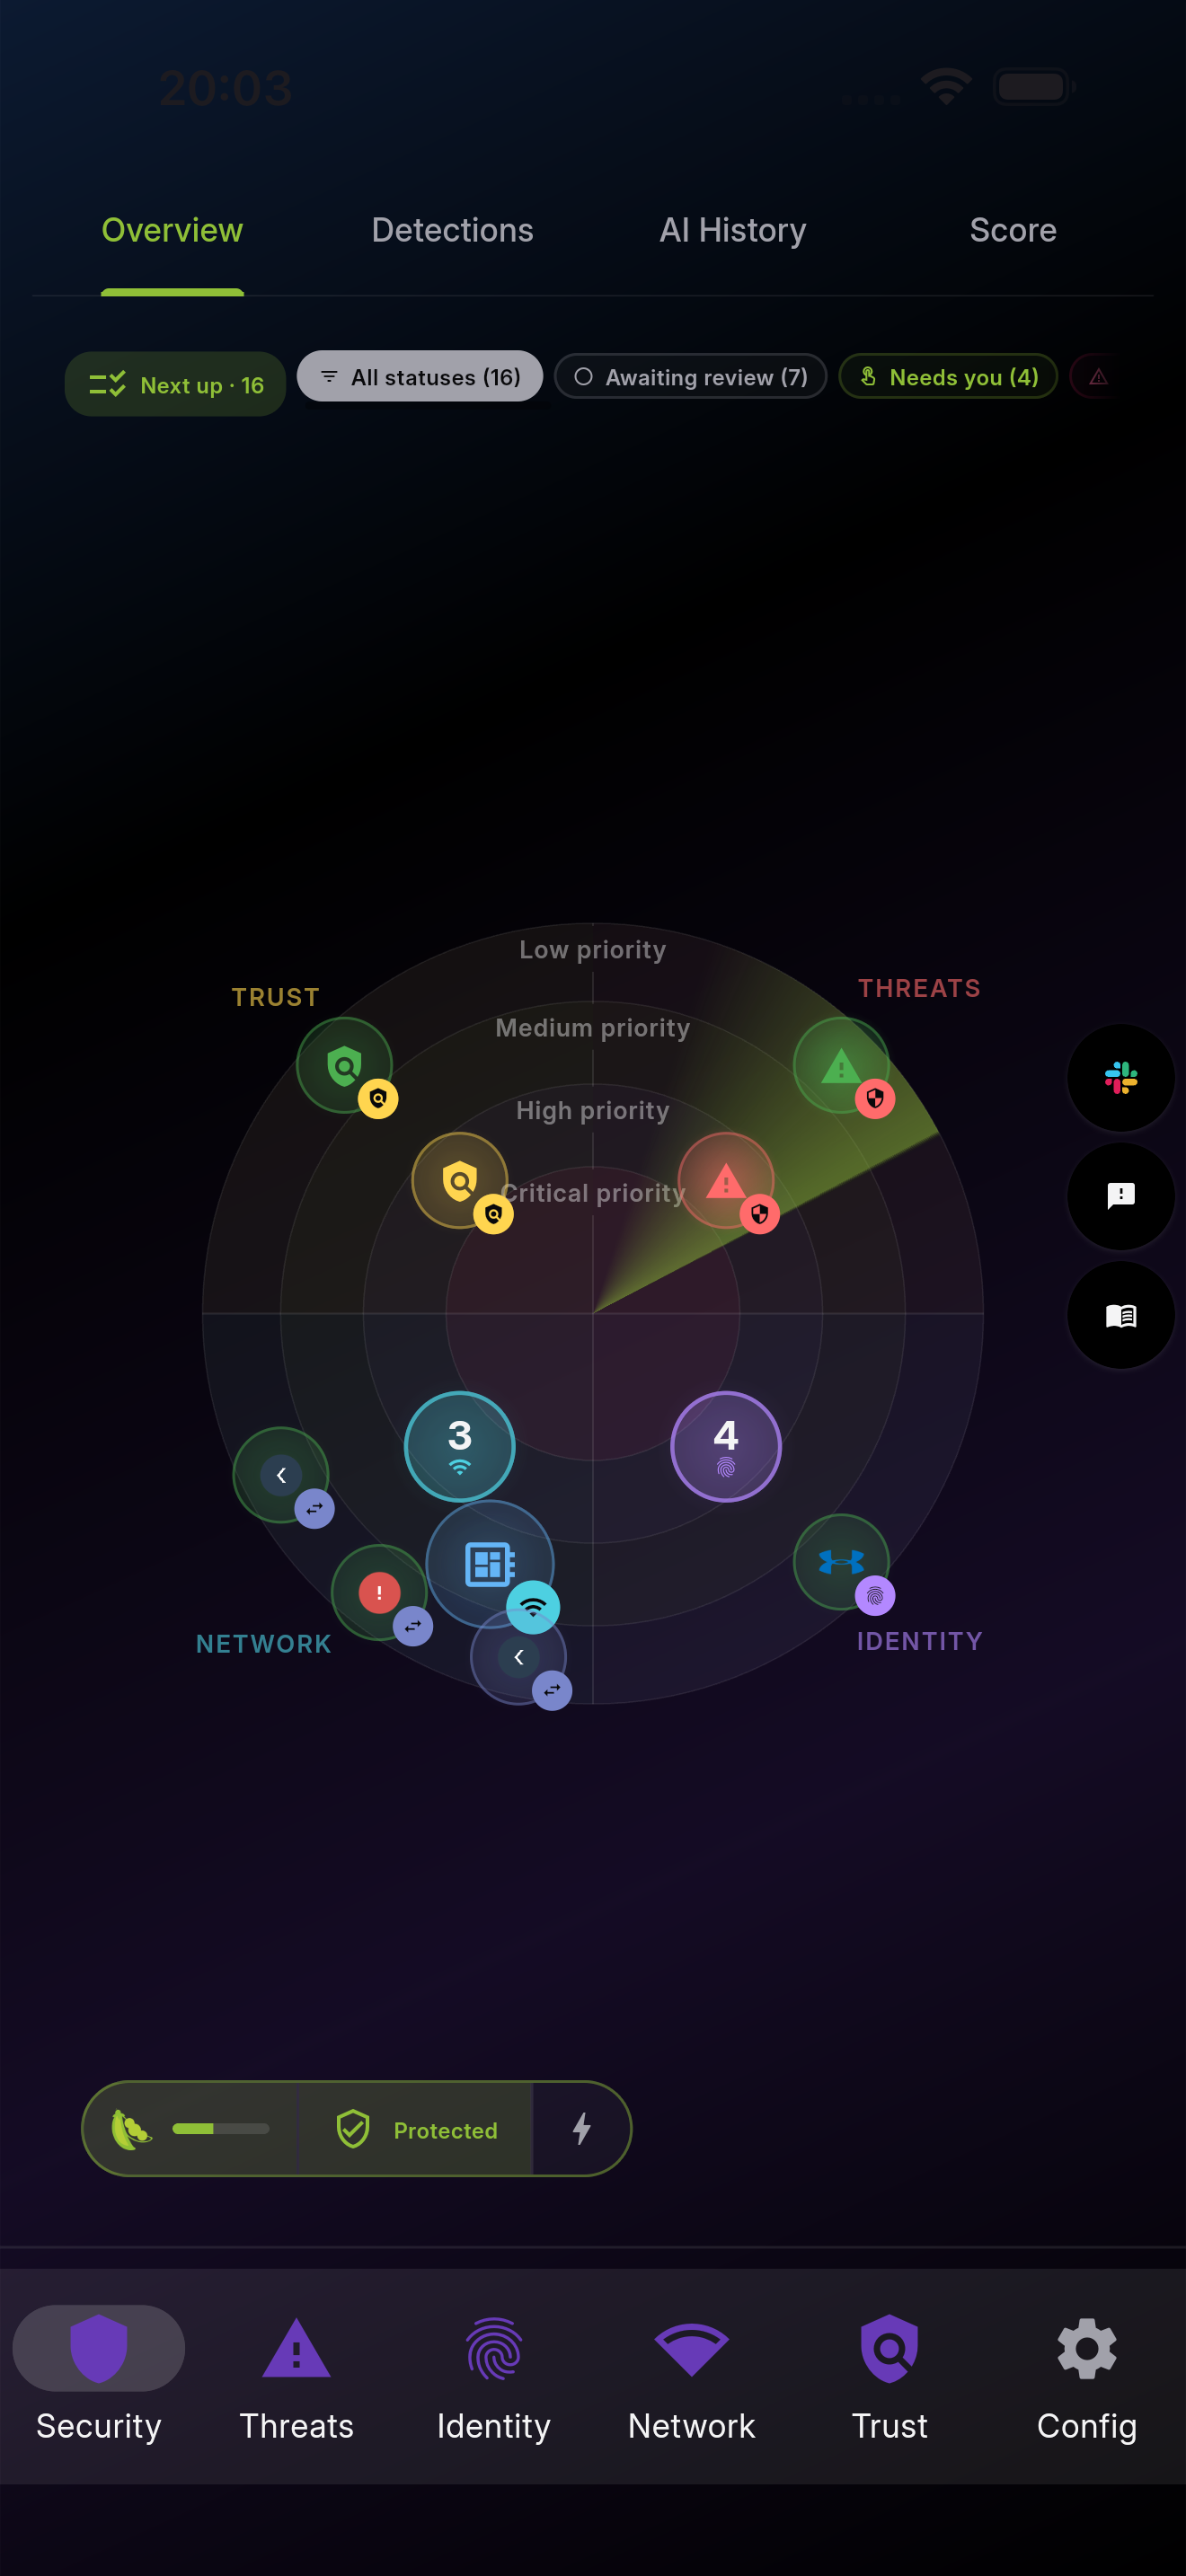 20:03
Overview Detections AI History Score
Next up · 16 All statuses (16) Awaiting review (7) Needs you (4)
Low priority
TRUST THREATS
Medium priority
High priority
Critical priority
3 4
NETWORK IDENTITY
Protected
Security Threats Identity Network Trust Config